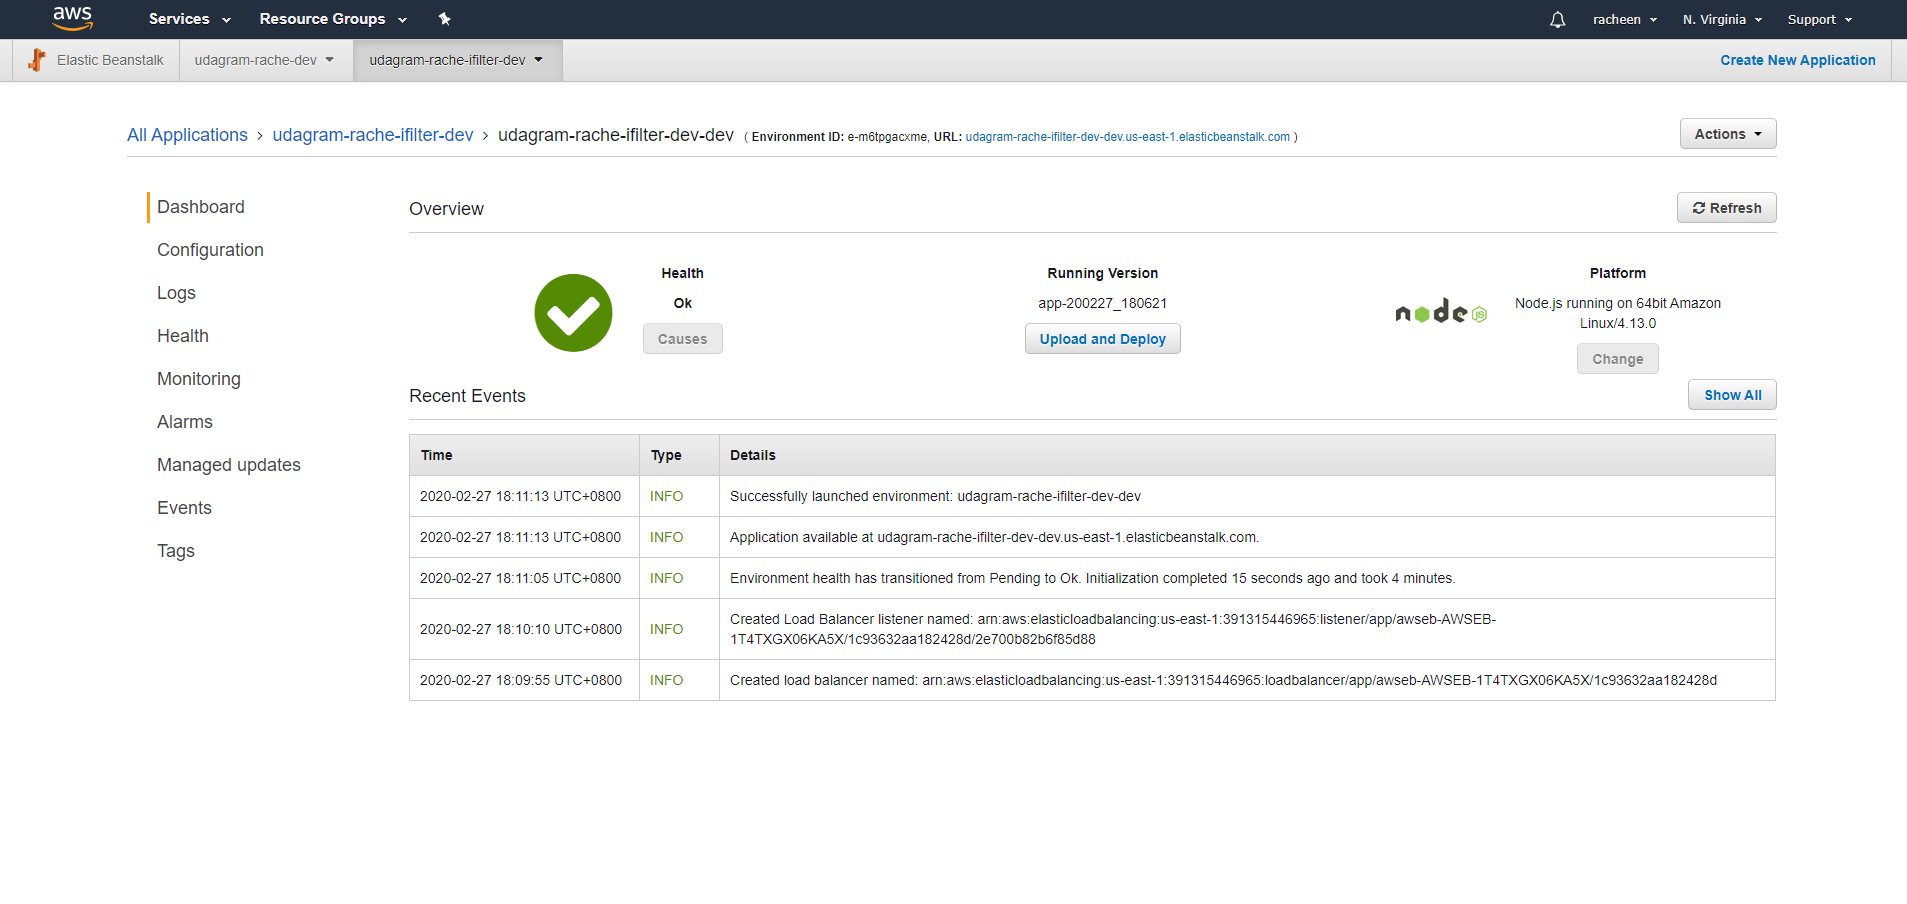 aws Services Resource Groups racheen N. Virginia Support
Elastic Beanstalk udagram-rache-dev udagram-rache-ifilter-dev Create New Application
All Applications > udagram-rache-ifilter-dev > udagram-rache-ifilter-dev-dev ( Environment ID: e-m6tpgacxme, URL: udagram-rache-ifilter-dev-dev.us-east-1.elasticbeanstalk.com ) Actions
Dashboard
Configuration
Logs
Health
Monitoring
Alarms
Managed updates
Events
Tags
Overview Refresh
Health
Ok
Causes
Running Version
app-200227_180621
Upload and Deploy
node JS
Platform
Node.js running on 64bit Amazon
Linux/4.13.0
Change
Recent Events Show All
Time Type Details
2020-02-27 18:11:13 UTC+0800 INFO Successfully launched environment: udagram-rache-ifilter-dev-dev
2020-02-27 18:11:13 UTC+0800 INFO Application available at udagram-rache-ifilter-dev-dev.us-east-1.elasticbeanstalk.com.
2020-02-27 18:11:05 UTC+0800 INFO Environment health has transitioned from Pending to Ok. Initialization completed 15 seconds ago and took 4 minutes.
2020-02-27 18:10:10 UTC+0800 INFO Created Load Balancer listener named: arn:aws:elasticloadbalancing:us-east-1:391315446965:listener/app/awseb-AWSEB-
1T4TXGX06KA5X/1c93632aa182428d/2e700b82b6f85d88
2020-02-27 18:09:55 UTC+0800 INFO Created load balancer named: arn:aws:elasticloadbalancing:us-east-1:391315446965:loadbalancer/app/awseb-AWSEB-1T4TXGX06KA5X/1c93632aa182428d